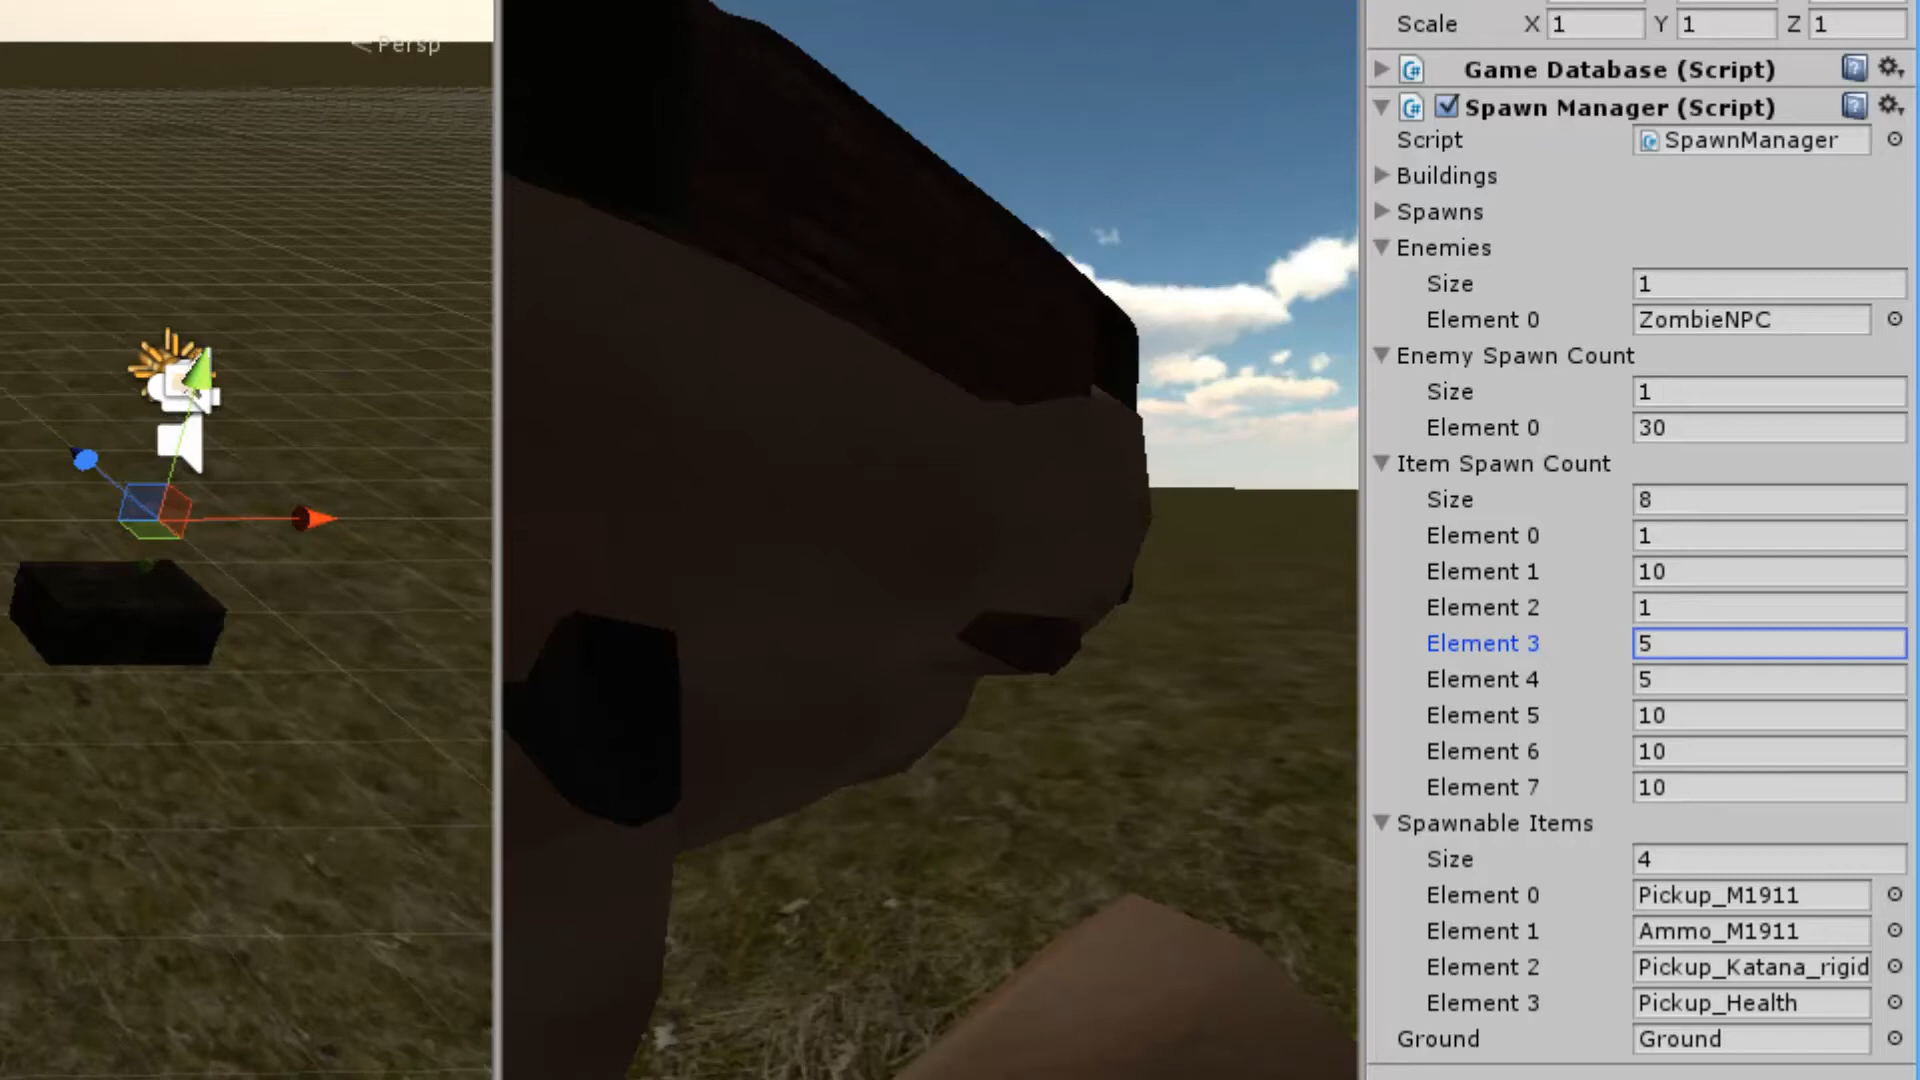 Persp
Scale X 1 Y 1 Z 1
Game Database (Script)
Spawn Manager (Script)
Script SpawnManager
Buildings
Spawns
Enemies
Size 1
Element 0 ZombieNPC
Enemy Spawn Count
Size 1
Element 0 30
Item Spawn Count
Size 8
Element 0 1
Element 1 10
Element 2 1
Element 3 5
Element 4 5
Element 5 10
Element 6 10
Element 7 10
Spawnable Items
Size 4
Element 0 Pickup_M1911
Element 1 Ammo_M1911
Element 2 Pickup_Katana_rigid
Element 3 Pickup_Health
Ground Ground